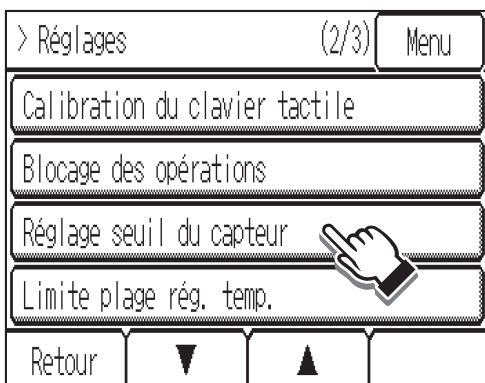 > Réglages (2/3) Menu
Calibration du clavier tactile
Blocage des opérations
Réglage seuil du capteur
Limite plage rég. temp.
Retour ▼ ▲